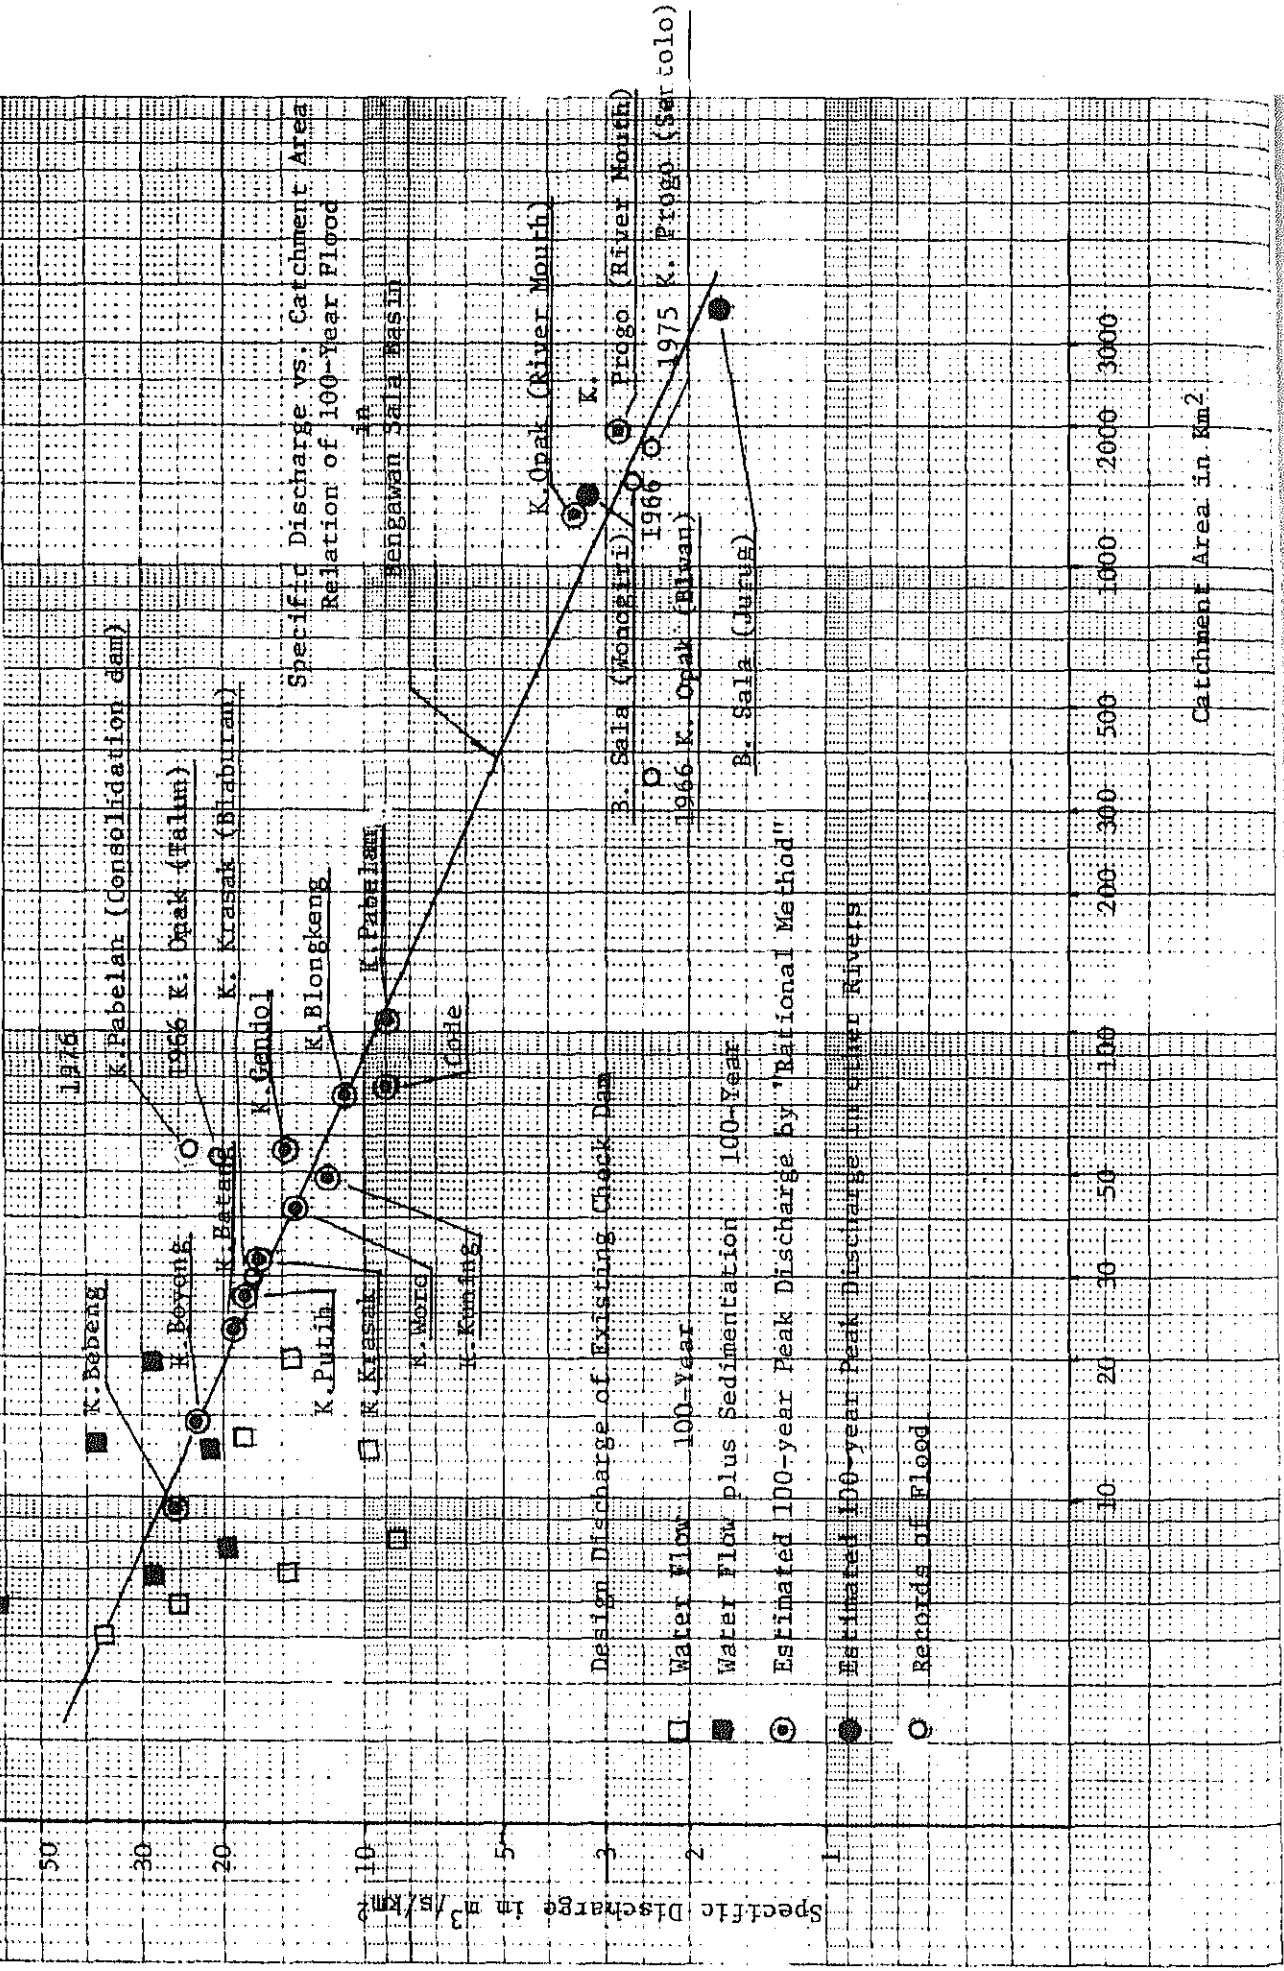 Specific Discharge vs. Catchment Area
Relation of 100-Year Flood
in
Bengawan Sala Basin
1976
K.Pabelan (Consolidation dam)
1966 K. Opak (Talun)
K. Krasak (Blaburan)
K.Gendol
K.Blongkeng
K.Pabelan
Code
K.Bebeng
K.Boyong
K.Batang
K.Putih
K.Krasak
K.Woro
K.Kuning
K.Opak (River Mouth)
K.
Progo (River Mouth)
1975 K. Progo (Sertolo)
B. Sala (Wonogiri)
1966
1966 K. Opak
B. Sala (Jurug)
Design Discharge of Existing Check Dam
Water Flow 100-Year
Water Flow plus Sedimentation 100-Year
Estimated 100-year Peak Discharge by "Rational Method"
Estimated 100-year Peak Discharge in other Rivers
Records of Flood
Specific Discharge in m³/s/km²
50
30
20
10
5
3
2
1
10
20
30
50
100
200
300
500
1000
2000
3000
Catchment Area in Km²